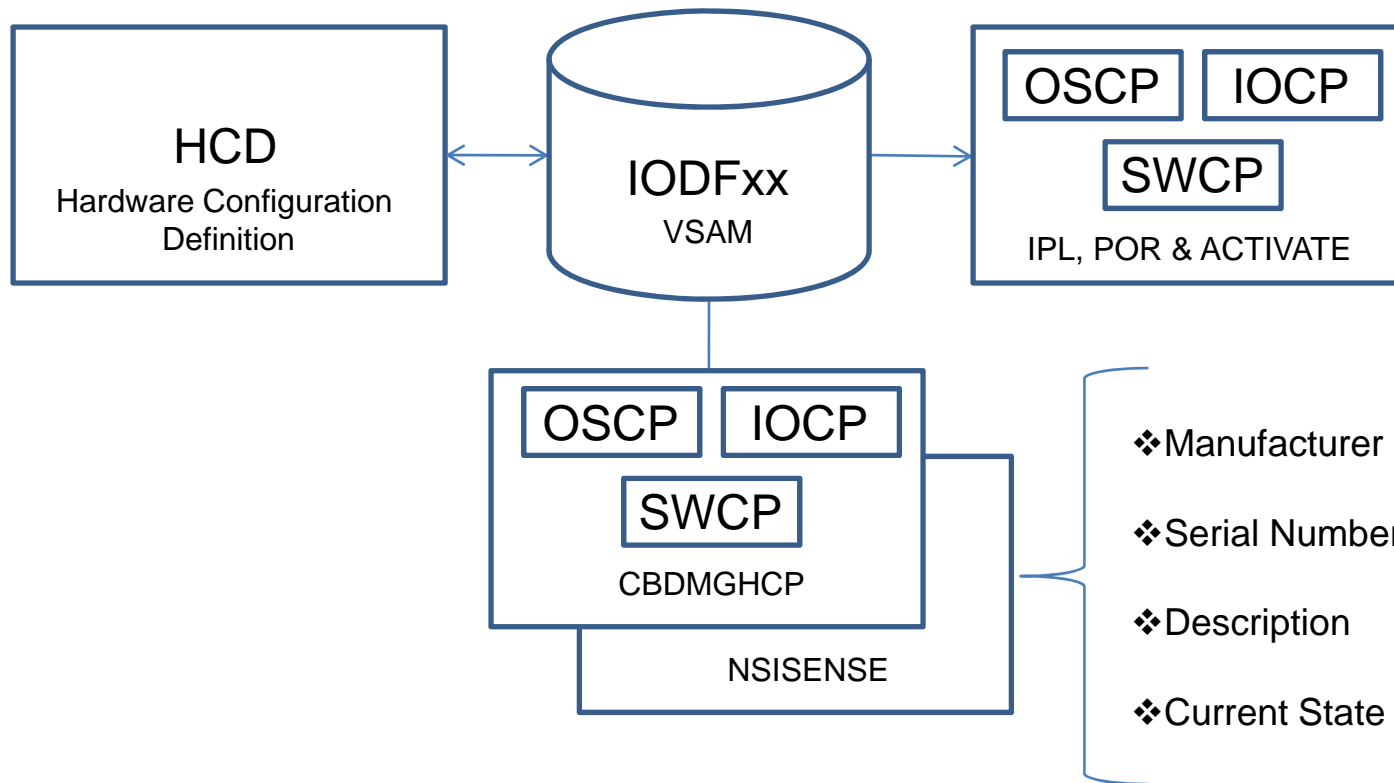 HCD
Hardware Configuration
Definition
IODFxx
VSAM
OSCP IOCP
SWCP
IPL, POR & ACTIVATE
OSCP IOCP
SWCP
CBDMGHCP
NSISENSE
❖Manufacturer
❖Serial Number
❖Description
❖Current State